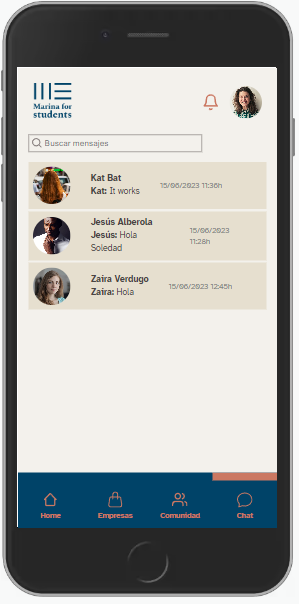 Marina for
students
Buscar mensajes
Kat Bat
Kat: It works
15/06/2023 11:36h
Jesús Alberola
Jesús: Hola
Soledad
15/06/2023
11:28h
Zaira Verdugo
Zaira: Hola
15/06/2023 12:45h
Home Empresas Comunidad Chat